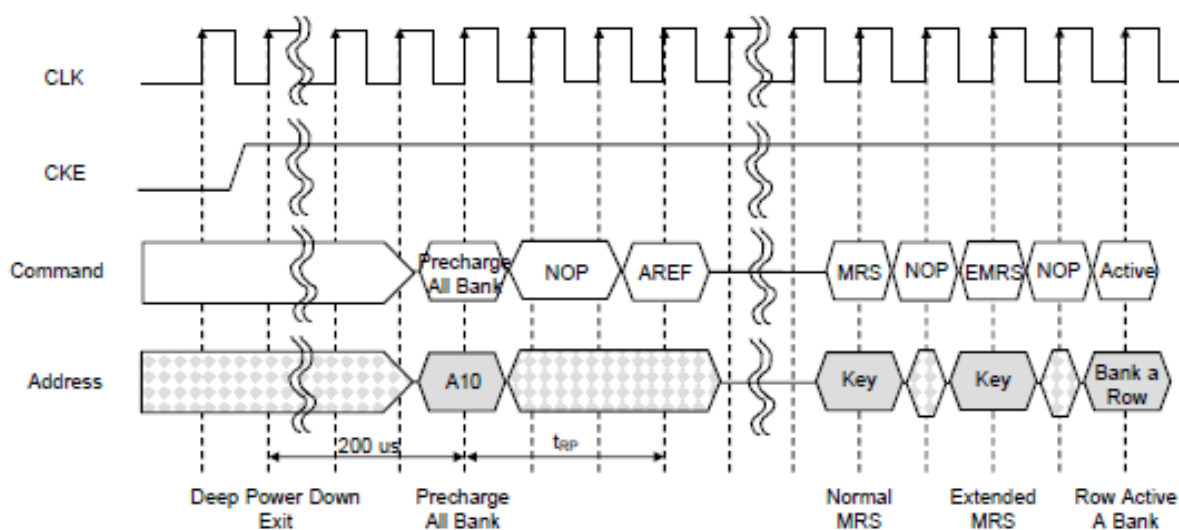 CLK
CKE
Command
Precharge
All Bank
NOP
AREF
MRS
NOP
EMRS
NOP
Active
Address
A10
Key
Key
Bank a
Row
200 us
tRP
Deep Power Down
Exit
Precharge
All Bank
Normal
MRS
Extended
MRS
Row Active
A Bank